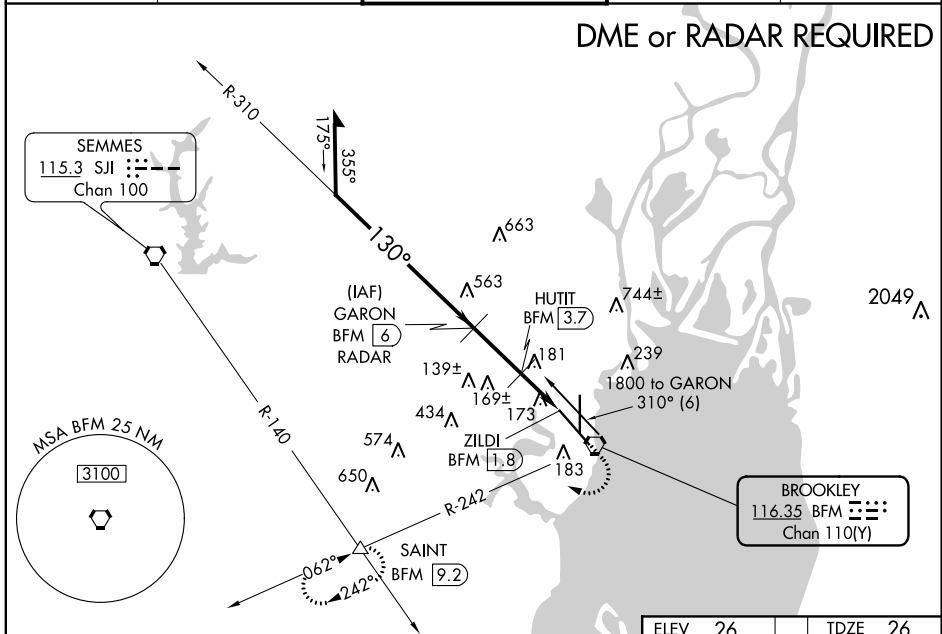 DME or RADAR REQUIRED
R-310
175°
355°
SEMMES
115.3 SJI
Chan 100
130°
663
563
(IAF)
GARON
BFM 6
RADAR
HUTIT
BFM 3.7
744±
2049
181
239
139±
169±
173
1800 to GARON
310° (6)
434
574
650
ZILDI
BFM 1.8
183
R-140
R-242
MSA BFM 25 NM
3100
BROOKLEY
116.35 BFM
Chan 110(Y)
SAINT
BFM 9.2
062°
242°
ELEV 26
TDZE 26